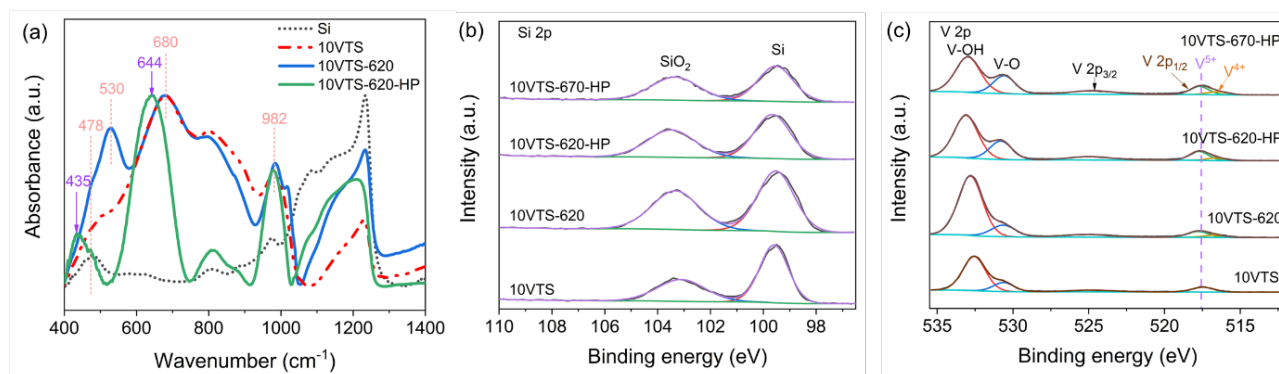 (a)
Si
10VTS
10VTS-620
10VTS-620-HP
680
644
530
478
435
982
Absorbance (a.u.)
400 600 800 1000 1200 1400
Wavenumber (cm⁻¹)
(b)
Si 2p
SiO₂
Si
10VTS-670-HP
10VTS-620-HP
10VTS-620
10VTS
Intensity (a.u.)
110 108 106 104 102 100 98
Binding energy (eV)
(c)
V 2p
10VTS-670-HP
V-OH
V-O
V 2p₃/₂
V 2p₁/₂
V⁵⁺
V⁴⁺
10VTS-620-HP
10VTS-620
10VTS
Intensity (a.u.)
535 530 525 520 515
Binding energy (eV)